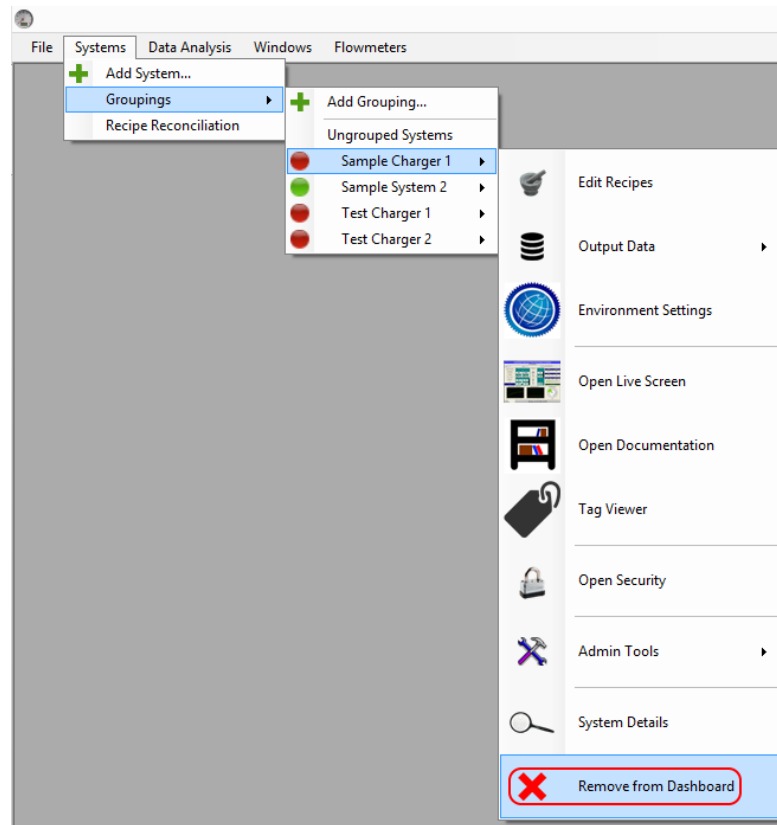 File Systems Data Analysis Windows Flowmeters
Add System...
Groupings
Recipe Reconciliation
Add Grouping...
Ungrouped Systems
Sample Charger 1
Sample System 2
Test Charger 1
Test Charger 2
Edit Recipes
Output Data
Environment Settings
Open Live Screen
Open Documentation
Tag Viewer
Open Security
Admin Tools
System Details
Remove from Dashboard